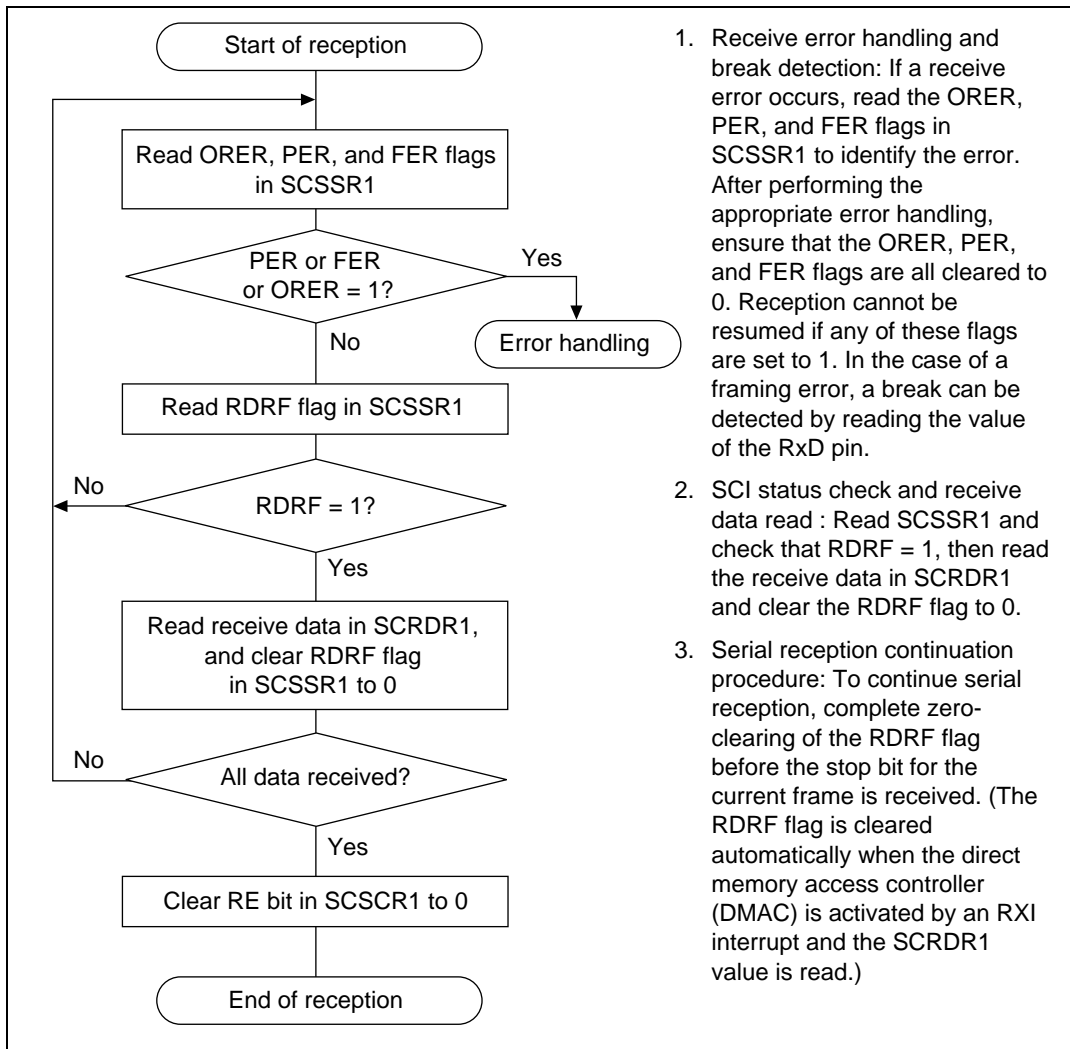 Start of reception
Read ORER, PER, and FER flags
in SCSSR1
PER or FER
or ORER = 1?
Yes
No
Error handling
Read RDRF flag in SCSSR1
No
RDRF = 1?
Yes
Read receive data in SCRDR1,
and clear RDRF flag
in SCSSR1 to 0
No
All data received?
Yes
Clear RE bit in SCSCR1 to 0
End of reception
1. Receive error handling and
break detection: If a receive
error occurs, read the ORER,
PER, and FER flags in
SCSSR1 to identify the error.
After performing the
appropriate error handling,
ensure that the ORER, PER,
and FER flags are all cleared to
0. Reception cannot be
resumed if any of these flags
are set to 1. In the case of a
framing error, a break can be
detected by reading the value
of the RxD pin.
2. SCI status check and receive
data read : Read SCSSR1 and
check that RDRF = 1, then read
the receive data in SCRDR1
and clear the RDRF flag to 0.
3. Serial reception continuation
procedure: To continue serial
reception, complete zero-
clearing of the RDRF flag
before the stop bit for the
current frame is received. (The
RDRF flag is cleared
automatically when the direct
memory access controller
(DMAC) is activated by an RXI
interrupt and the SCRDR1
value is read.)